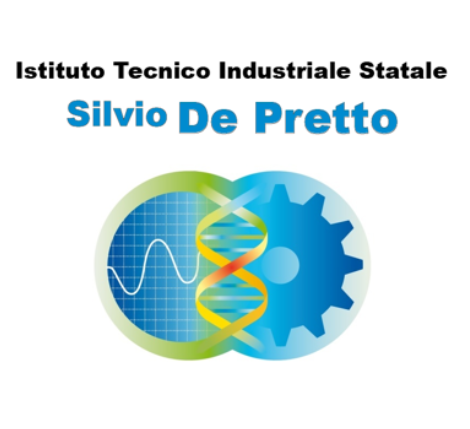 Istituto Tecnico Industriale Statale
Silvio De Pretto